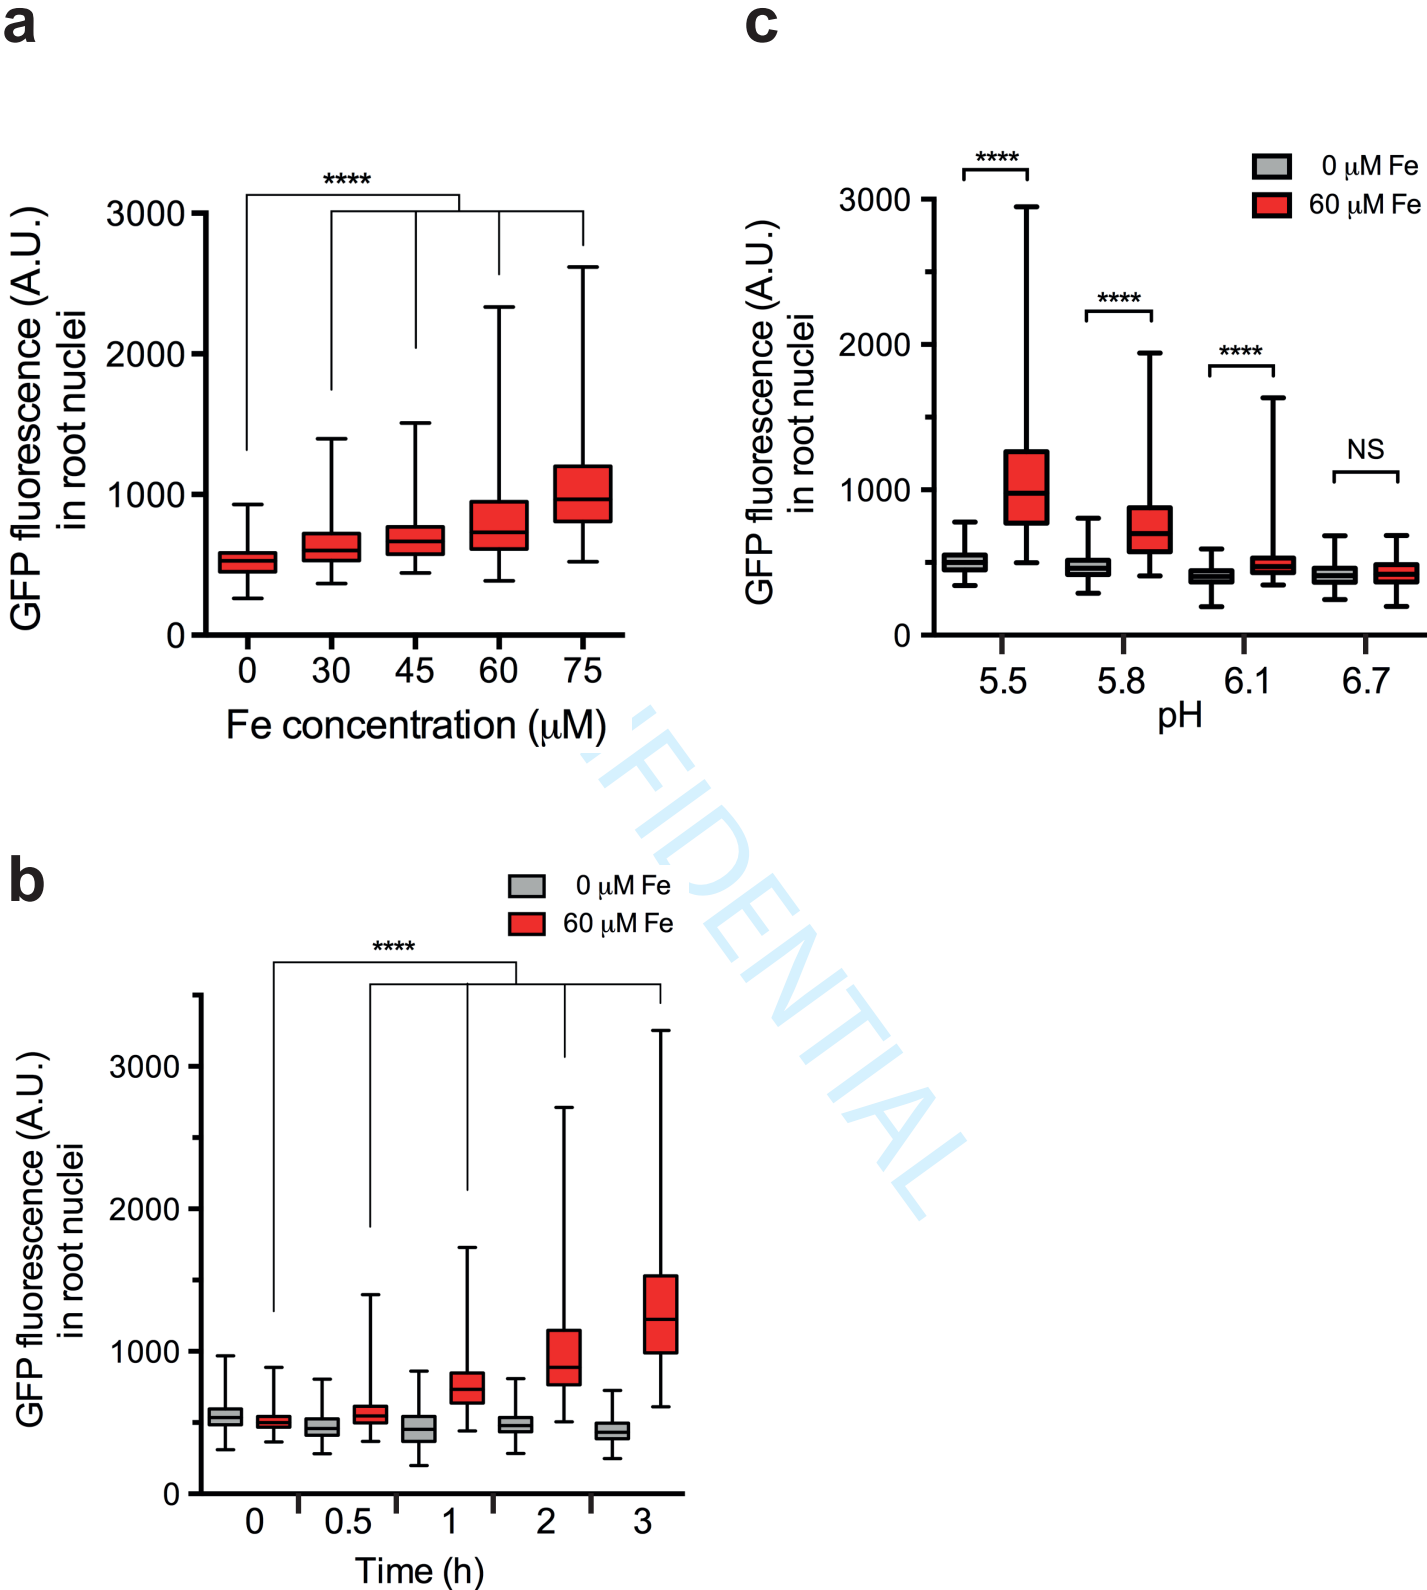 a
****
3000
2000
1000
0
GFP fluorescence (A.U.)
in root nuclei
0 30 45 60 75
Fe concentration (μM)
c
0 μM Fe
60 μM Fe
****
****
****
NS
3000
2000
1000
0
GFP fluorescence (A.U.)
in root nuclei
5.5 5.8 6.1 6.7
pH
b
0 μM Fe
60 μM Fe
****
3000
2000
1000
0
GFP fluorescence (A.U.)
in root nuclei
0 0.5 1 2 3
Time (h)
FIDENTIAL